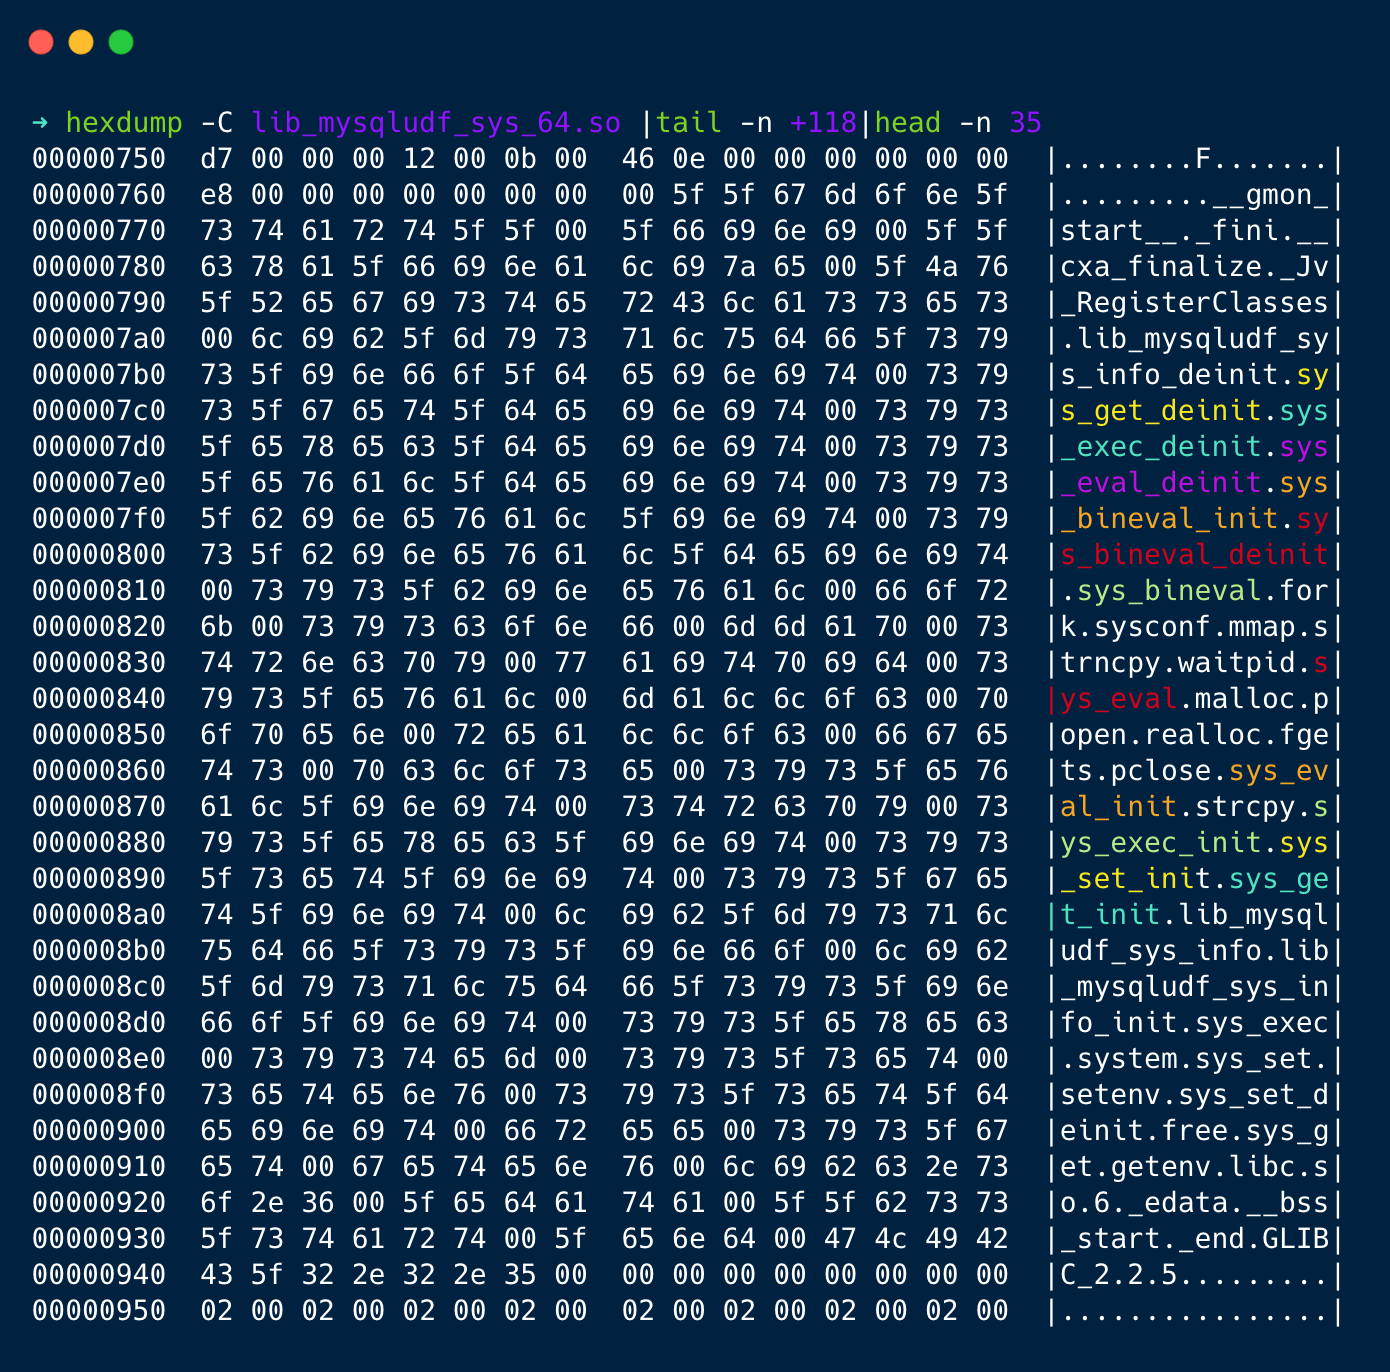 ➜ hexdump -C lib_mysqludf_sys_64.so |tail -n +118|head -n 35
00000750  d7 00 00 00 12 00 0b 00  46 0e 00 00 00 00 00 00  |........F.......|
00000760  e8 00 00 00 00 00 00 00  00 5f 5f 67 6d 6f 6e 5f  |.........__gmon_|
00000770  73 74 61 72 74 5f 5f 00  5f 66 69 6e 69 00 5f 5f  |start__._fini.__|
00000780  63 78 61 5f 66 69 6e 61  6c 69 7a 65 00 5f 4a 76  |cxa_finalize._Jv|
00000790  5f 52 65 67 69 73 74 65  72 43 6c 61 73 73 65 73  |_RegisterClasses|
000007a0  00 6c 69 62 5f 6d 79 73  71 6c 75 64 66 5f 73 79  |.lib_mysqludf_sy|
000007b0  73 5f 69 6e 66 6f 5f 64  65 69 6e 69 74 00 73 79  |s_info_deinit.sy|
000007c0  73 5f 67 65 74 5f 64 65  69 6e 69 74 00 73 79 73  |s_get_deinit.sys|
000007d0  5f 65 78 65 63 5f 64 65  69 6e 69 74 00 73 79 73  |_exec_deinit.sys|
000007e0  5f 65 76 61 6c 5f 64 65  69 6e 69 74 00 73 79 73  |_eval_deinit.sys|
000007f0  5f 62 69 6e 65 76 61 6c  5f 69 6e 69 74 00 73 79  |_bineval_init.sy|
00000800  73 5f 62 69 6e 65 76 61  6c 5f 64 65 69 6e 69 74  |s_bineval_deinit|
00000810  00 73 79 73 5f 62 69 6e  65 76 61 6c 00 66 6f 72  |.sys_bineval.for|
00000820  6b 00 73 79 73 63 6f 6e  66 00 6d 6d 61 70 00 73  |k.sysconf.mmap.s|
00000830  74 72 6e 63 70 79 00 77  61 69 74 70 69 64 00 73  |trncpy.waitpid.s|
00000840  79 73 5f 65 76 61 6c 00  6d 61 6c 6c 6f 63 00 70  |ys_eval.malloc.p|
00000850  6f 70 65 6e 00 72 65 61  6c 6c 6f 63 00 66 67 65  |open.realloc.fge|
00000860  74 73 00 70 63 6c 6f 73  65 00 73 79 73 5f 65 76  |ts.pclose.sys_ev|
00000870  61 6c 5f 69 6e 69 74 00  73 74 72 63 70 79 00 73  |al_init.strcpy.s|
00000880  79 73 5f 65 78 65 63 5f  69 6e 69 74 00 73 79 73  |ys_exec_init.sys|
00000890  5f 73 65 74 5f 69 6e 69  74 00 73 79 73 5f 67 65  |_set_init.sys_ge|
000008a0  74 5f 69 6e 69 74 00 6c  69 62 5f 6d 79 73 71 6c  |t_init.lib_mysql|
000008b0  75 64 66 5f 73 79 73 5f  69 6e 66 6f 00 6c 69 62  |udf_sys_info.lib|
000008c0  5f 6d 79 73 71 6c 75 64  66 5f 73 79 73 5f 69 6e  |_mysqludf_sys_in|
000008d0  66 6f 5f 69 6e 69 74 00  73 79 73 5f 65 78 65 63  |fo_init.sys_exec|
000008e0  00 73 79 73 74 65 6d 00  73 79 73 5f 73 65 74 00  |.system.sys_set.|
000008f0  73 65 74 65 6e 76 00 73  79 73 5f 73 65 74 5f 64  |setenv.sys_set_d|
00000900  65 69 6e 69 74 00 66 72  65 65 00 73 79 73 5f 67  |einit.free.sys_g|
00000910  65 74 00 67 65 74 65 6e  76 00 6c 69 62 63 2e 73  |et.getenv.libc.s|
00000920  6f 2e 36 00 5f 65 64 61  74 61 00 5f 5f 62 73 73  |o.6._edata.__bss|
00000930  5f 73 74 61 72 74 00 5f  65 6e 64 00 47 4c 49 42  |_start._end.GLIB|
00000940  43 5f 32 2e 32 2e 35 00  00 00 00 00 00 00 00 00  |C_2.2.5.........|
00000950  02 00 02 00 02 00 02 00  02 00 02 00 02 00 02 00  |................|